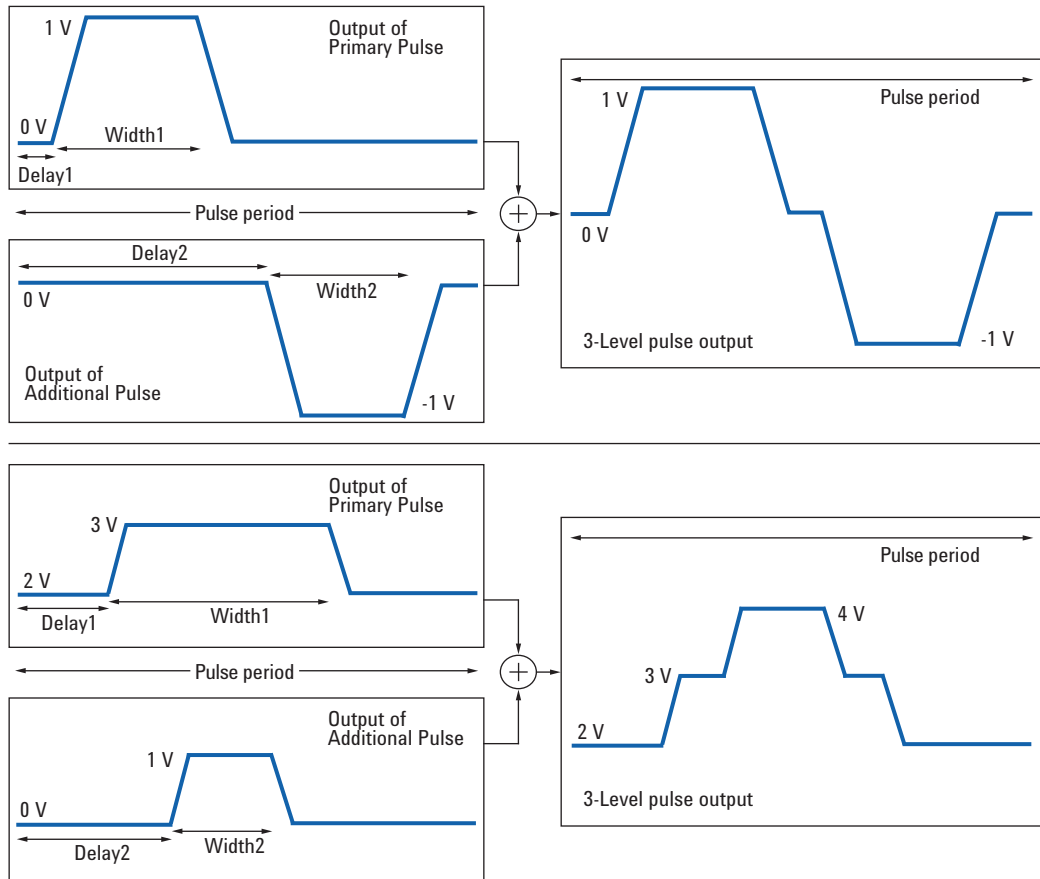 1 V
Output of
Primary Pulse
0 V
Width1
Delay1
Pulse period
Delay2
0 V
Width2
Output of
Additional Pulse
-1 V
Pulse period
1 V
0 V
3-Level pulse output
-1 V
Output of
Primary Pulse
3 V
2 V
Delay1
Width1
Pulse period
Output of
Additional Pulse
1 V
0 V
Delay2
Width2
Pulse period
4 V
3 V
2 V
3-Level pulse output